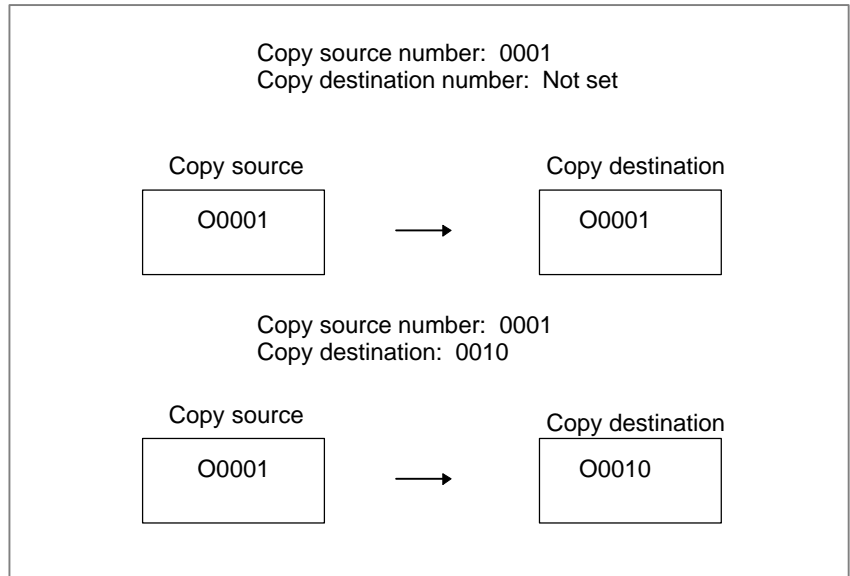 Copy source number: 0001
Copy destination number: Not set
Copy source
Copy destination
O0001
O0001
Copy source number: 0001
Copy destination: 0010
Copy source
Copy destination
O0001
O0010